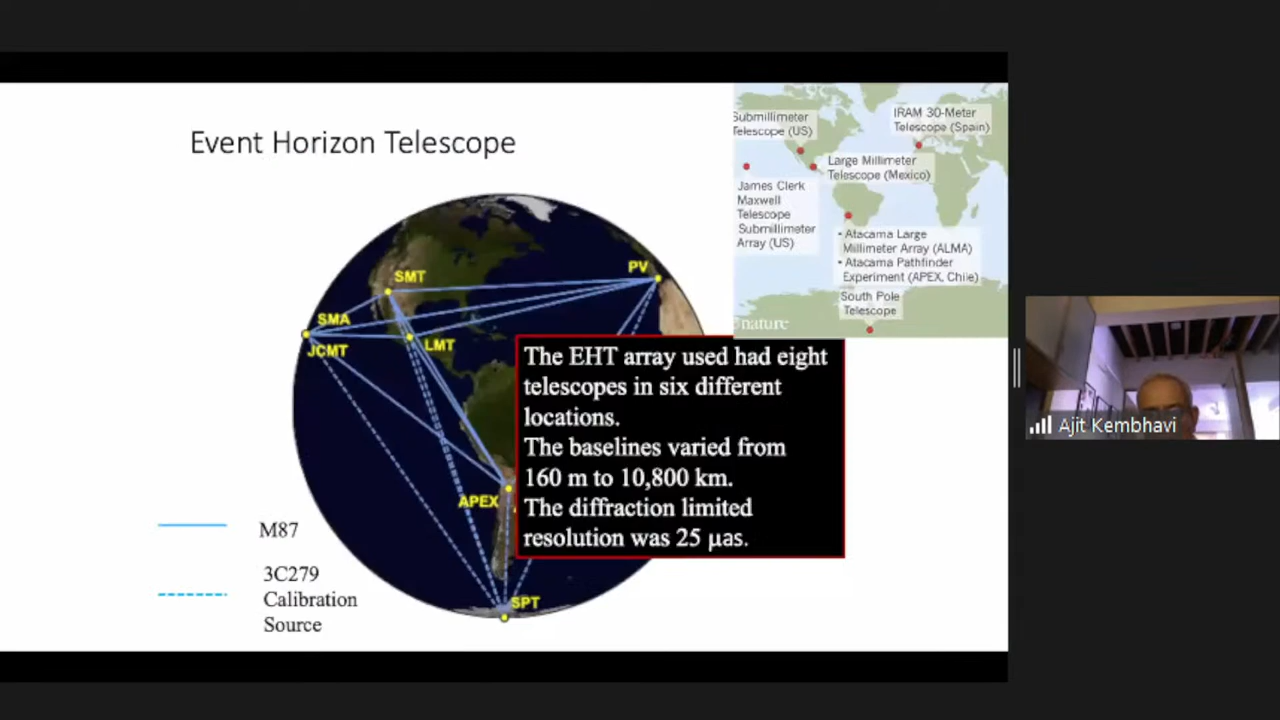 Event Horizon Telescope
Submillimeter
Telescope (US)
IRAM 30-Meter
Telescope (Spain)
Large Millimeter
Telescope (Mexico)
James Clerk
Maxwell
Telescope
Submillimeter
Array (US)
• Atacama Large
Millimeter Array (ALMA)
• Atacama Pathfinder
Experiment (APEX, Chile)
South Pole
Telescope
nature
PV
SMT
SMA
JCMT
LMT
APEX
SPT
The EHT array used had eight
telescopes in six different
locations.
The baselines varied from
160 m to 10,800 km.
The diffraction limited
resolution was 25 μas.
M87
3C279
Calibration
Source
Ajit Kembhavi